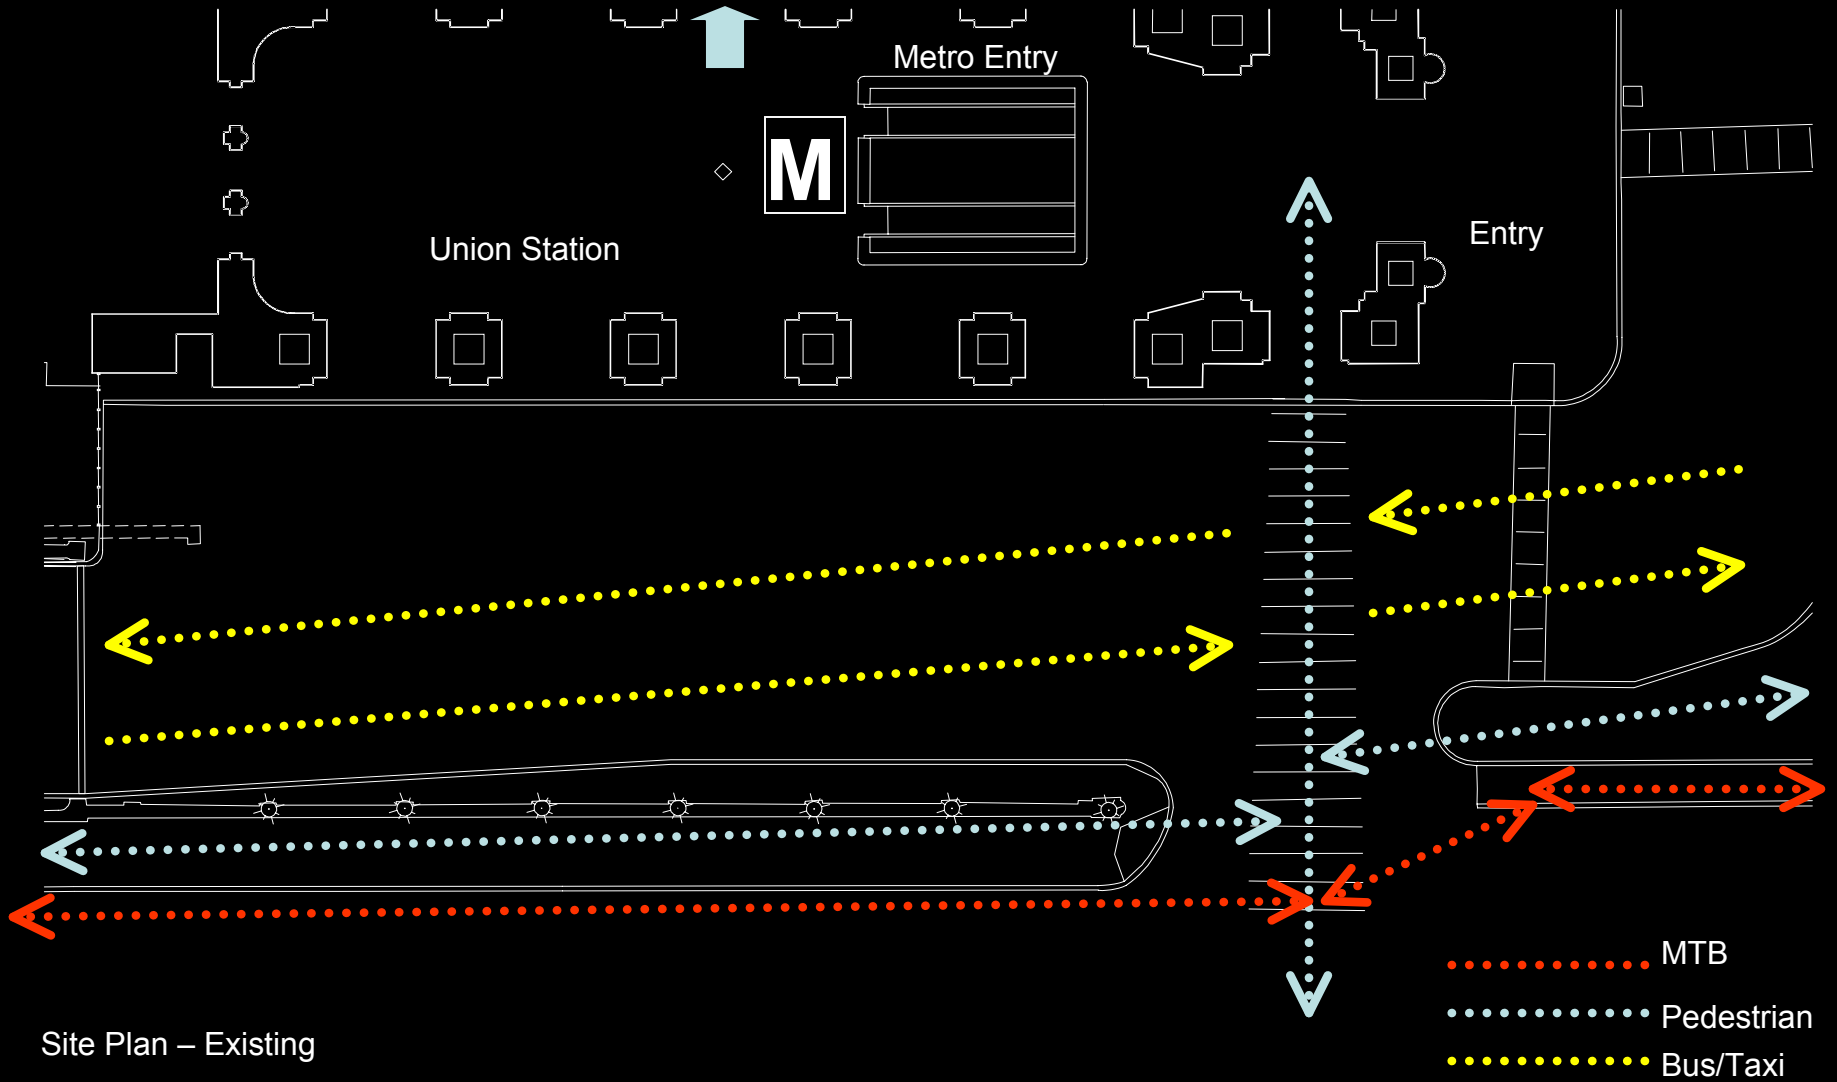 Metro Entry
M
Union Station
Entry
MTB
Pedestrian
Bus/Taxi
Site Plan – Existing